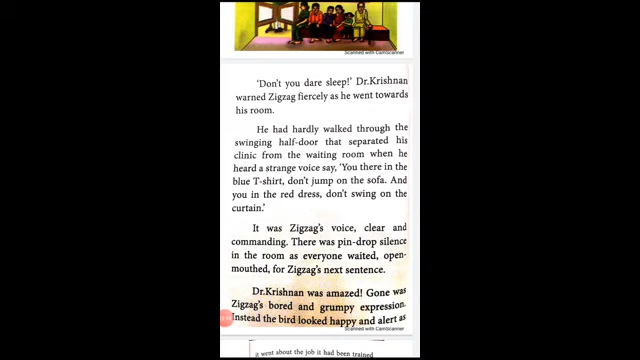 Scanned with CamScanner
'Don't you dare sleep!' Dr.Krishnan
warned Zigzag fiercely as he went towards
his room.
He had hardly walked through the
swinging half-door that separated his
clinic from the waiting room when he
heard a strange voice say, 'You there in the
blue T-shirt, don't jump on the sofa. And
you in the red dress, don't swing on the
curtain.'
It was Zigzag's voice, clear and
commanding. There was pin-drop silence
in the room as everyone waited, open-
mouthed, for Zigzag's next sentence.
Dr.Krishnan was amazed! Gone was
Zigzag's bored and grumpy expression.
Instead the bird looked happy and alert as
Scanned with CamScanner
it went about the job it had been trained